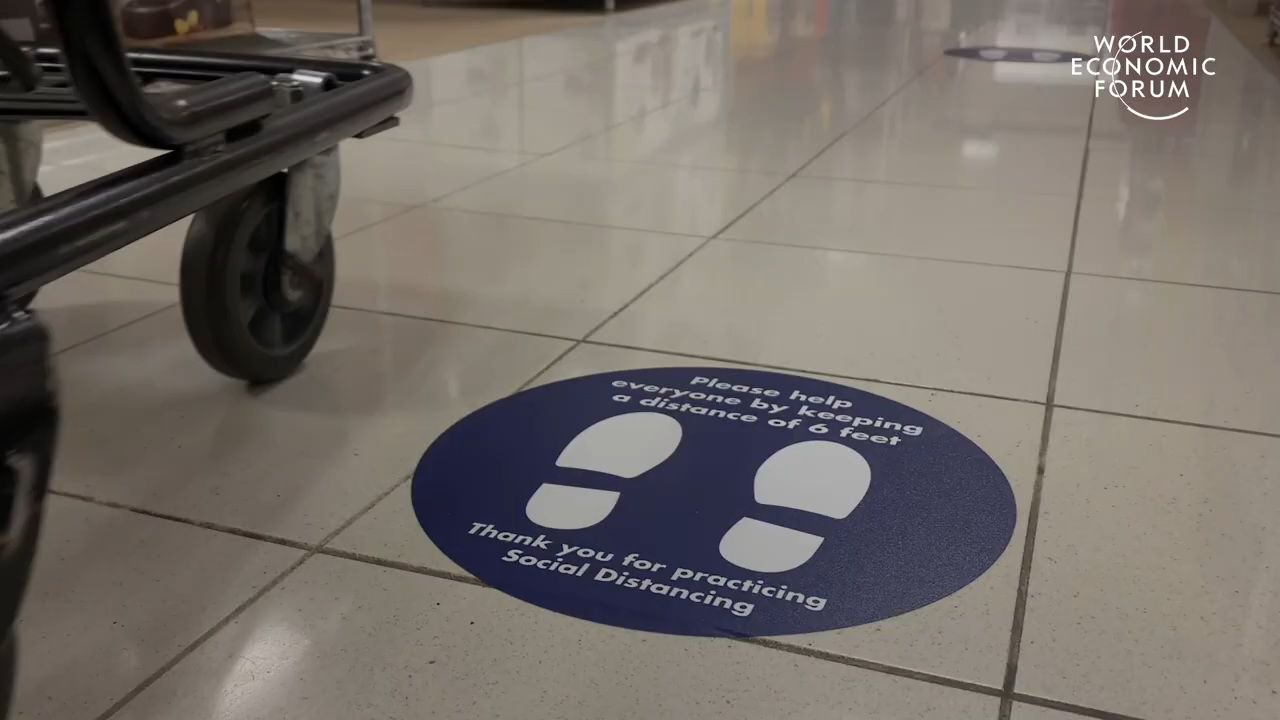 WORLD
ECONOMIC
FORUM
Please help
everyone by keeping
a distance of 6 feet
Thank you for practicing
Social Distancing